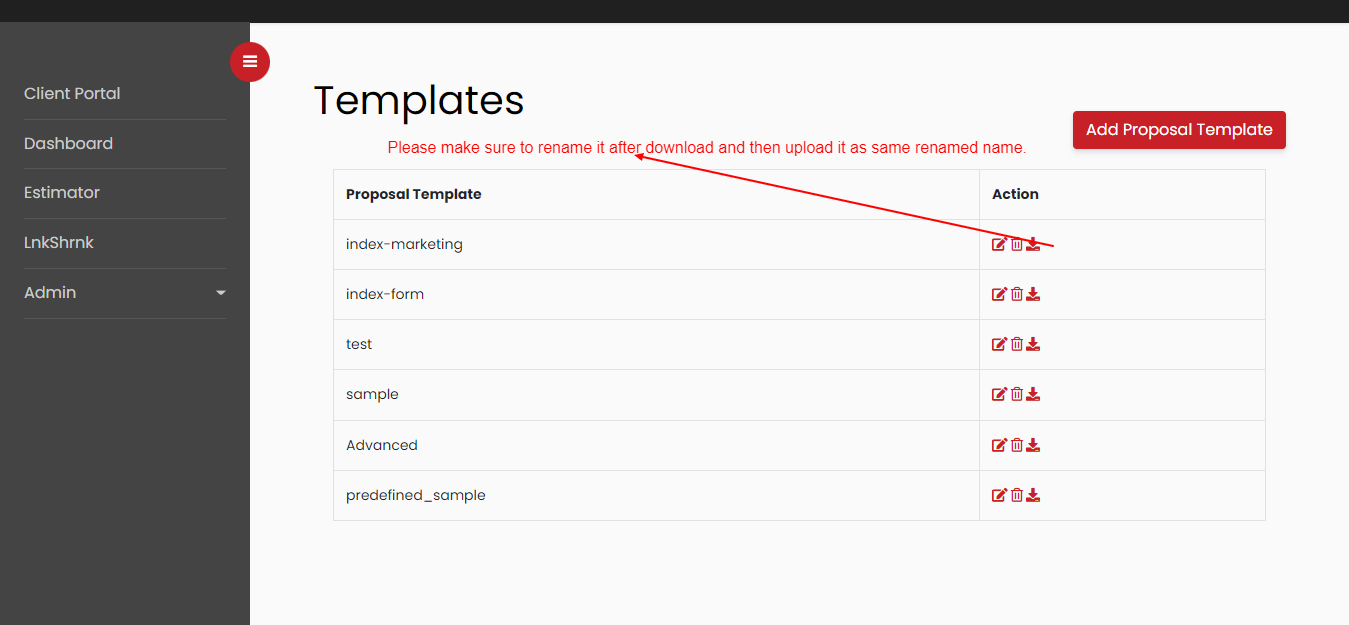 Client Portal
Dashboard
Estimator
LnkShrnk
Admin
Templates
Add Proposal Template
Please make sure to rename it after download and then upload it as same renamed name.
Proposal Template Action
index-marketing
index-form
test
sample
Advanced
predefined_sample